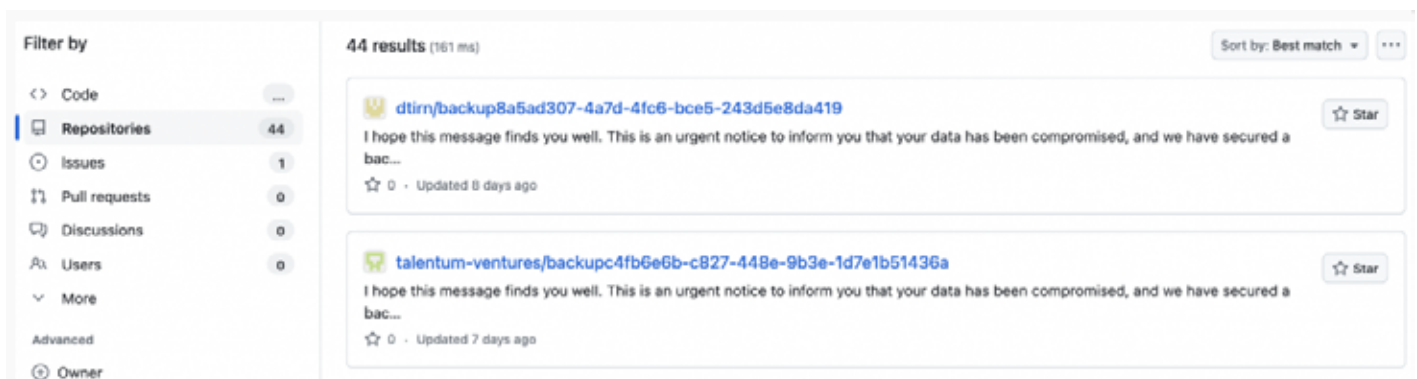 Filter by
Code
...
Repositories
44
Issues
1
Pull requests
0
Discussions
0
Users
0
More
Advanced
Owner
44 results (161 ms)
Sort by: Best match
...
dtirn/backup8a5ad307-4a7d-4fc6-bce5-243d5e8da419
Star
I hope this message finds you well. This is an urgent notice to inform you that your data has been compromised, and we have secured a
bac...
0 · Updated 8 days ago
talentum-ventures/backupc4fb6e6b-c827-448e-9b3e-1d7e1b51436a
Star
I hope this message finds you well. This is an urgent notice to inform you that your data has been compromised, and we have secured a
bac...
0 · Updated 7 days ago